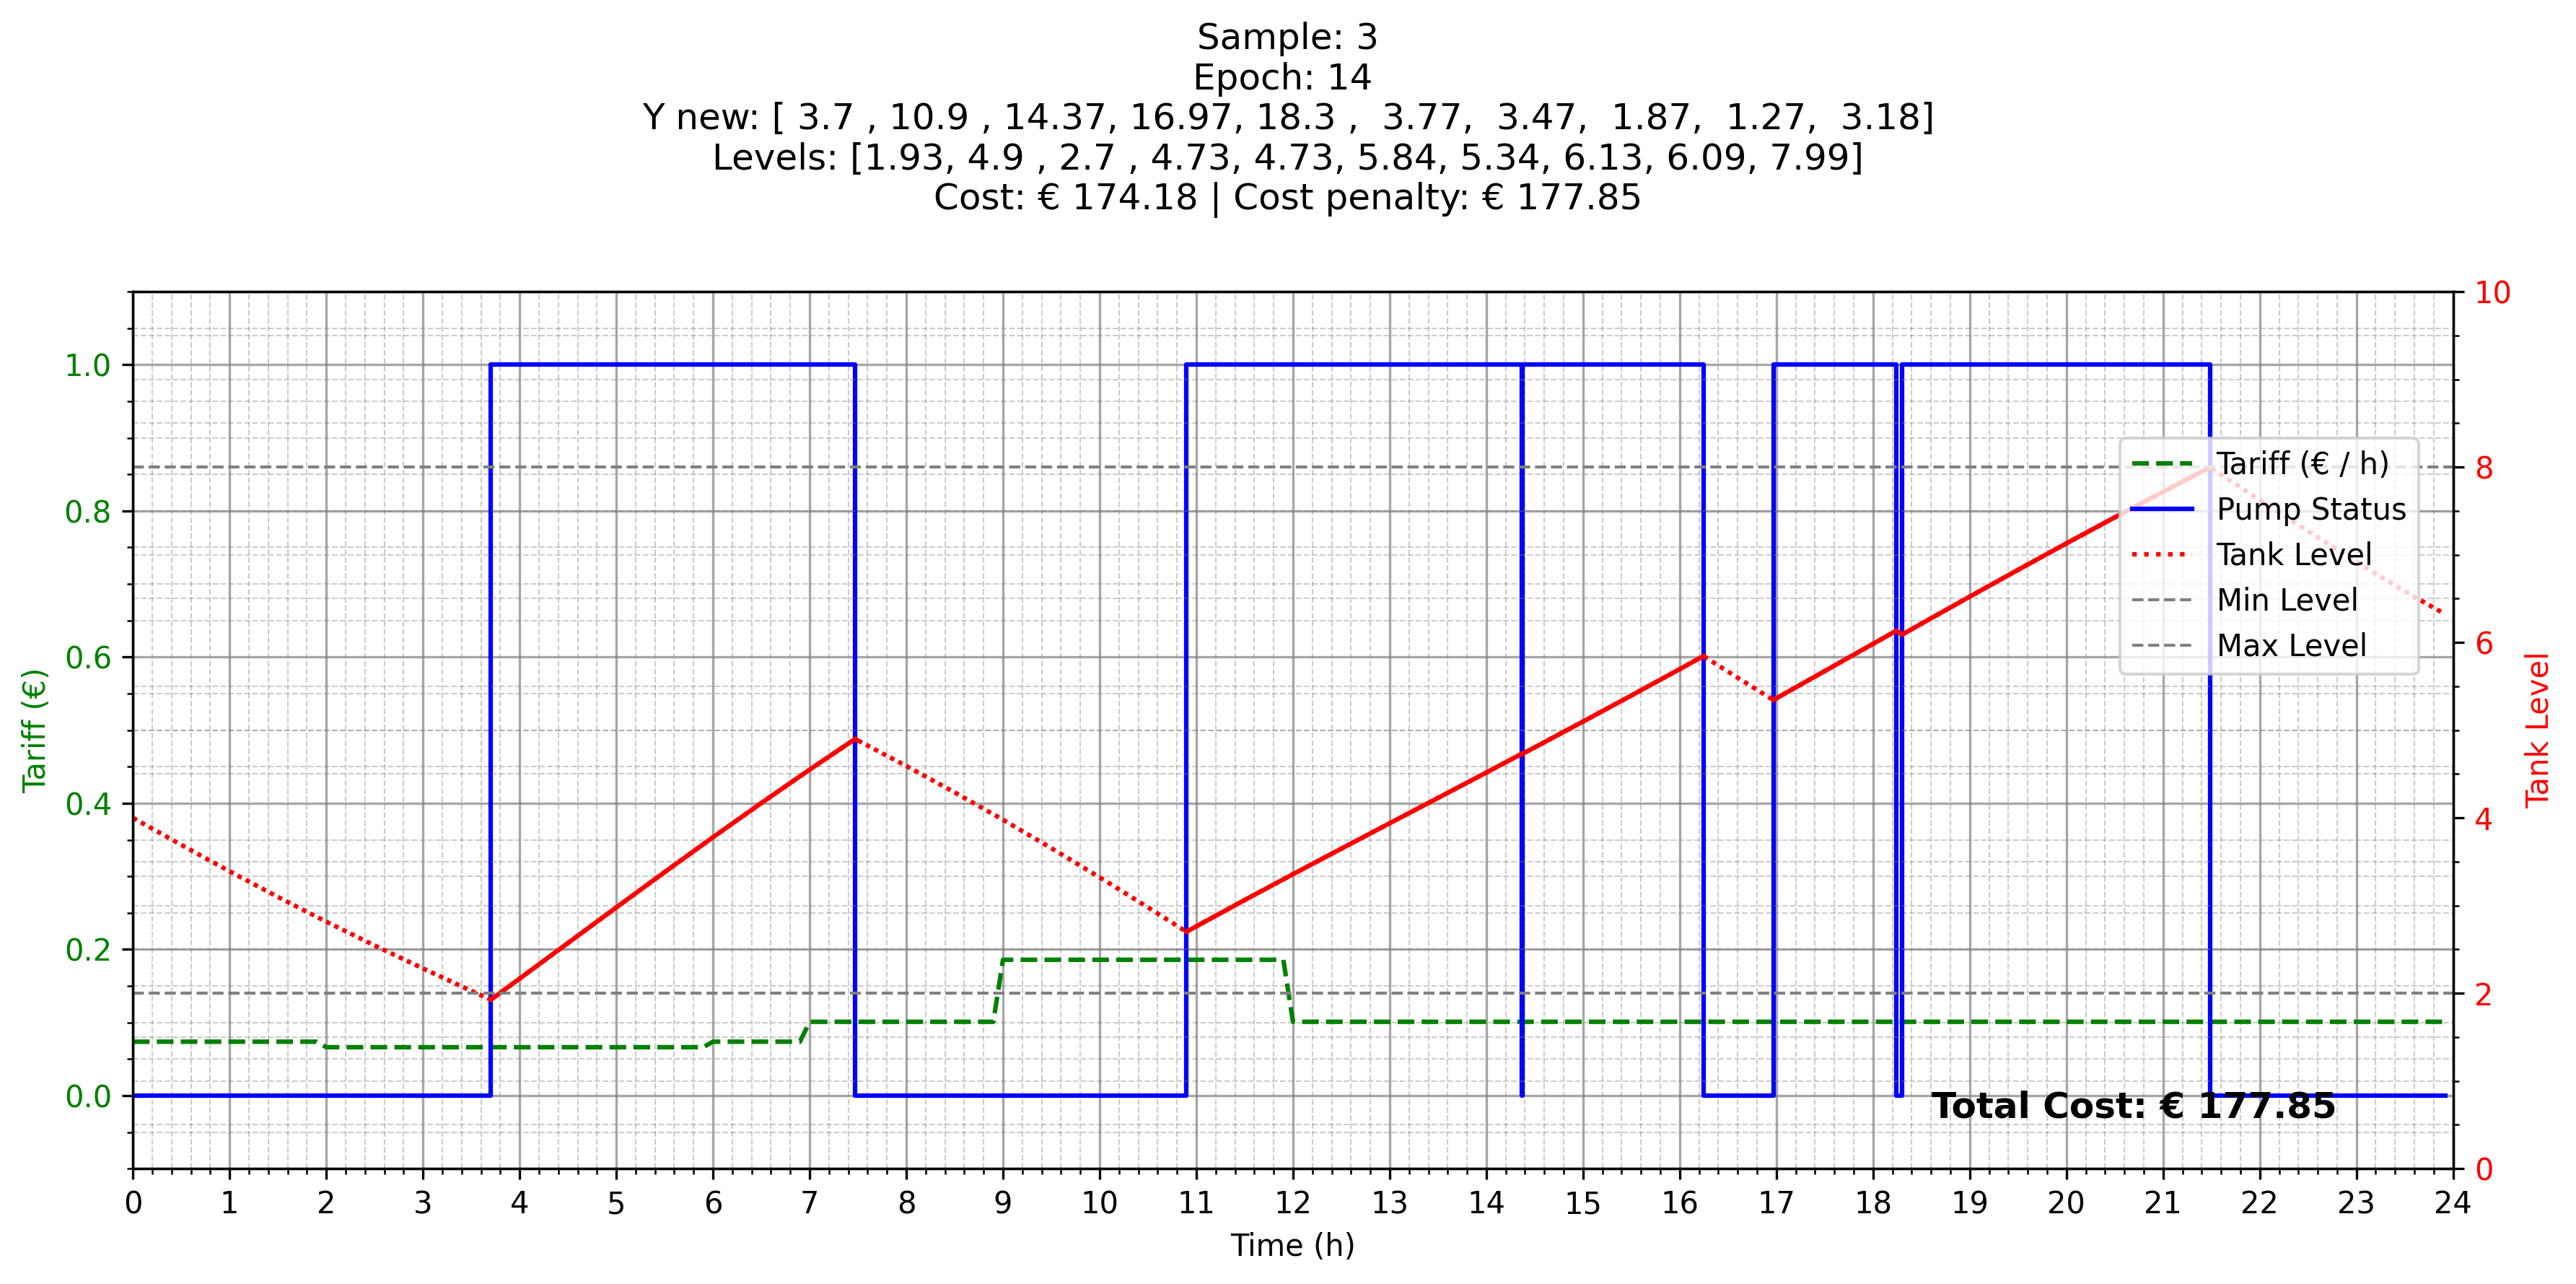 Sample: 3
Epoch: 14
Y new: [ 3.7 , 10.9 , 14.37, 16.97, 18.3 ,  3.77,  3.47,  1.87,  1.27,  3.18]
Levels: [1.93, 4.9 , 2.7 , 4.73, 4.73, 5.84, 5.34, 6.13, 6.09, 7.99]
Cost: € 174.18 | Cost penalty: € 177.85
1.0
0.8
0.6
0.4
0.2
0.0
Tariff (€)
10
8
6
4
2
0
Tank Level
Tariff (€ / h)
Pump Status
Tank Level
Min Level
Max Level
Total Cost: € 177.85
0 1 2 3 4 5 6 7 8 9 10 11 12 13 14 15 16 17 18 19 20 21 22 23 24
Time (h)